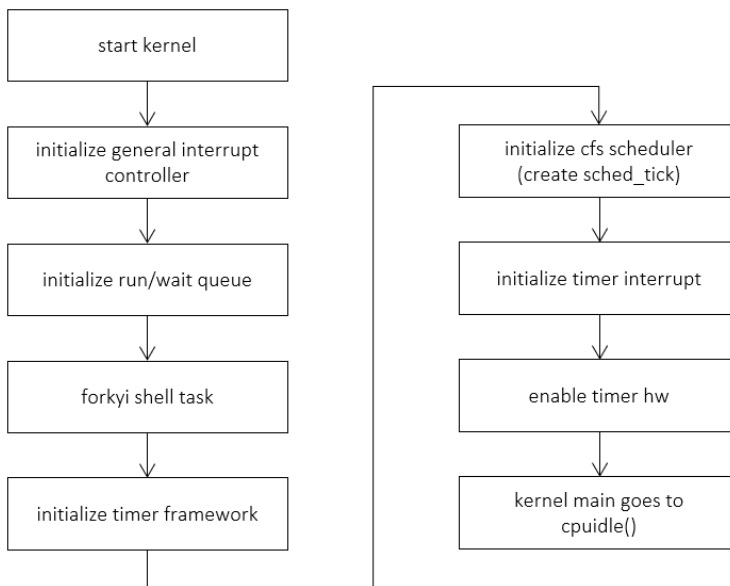 start kernel
initialize general interrupt
controller
initialize run/wait queue
forkyi shell task
initialize timer framework
initialize cfs scheduler
(create sched_tick)
initialize timer interrupt
enable timer hw
kernel main goes to
cpuidle()